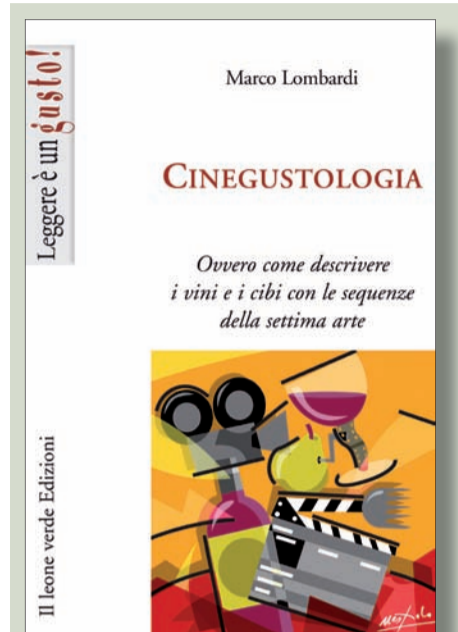 Leggere è un gusto!
Marco Lombardi
CINEGUSTOLOGIA
Ovvero come descrivere
i vini e i cibi con le sequenze
della settima arte
Il leone verde Edizioni